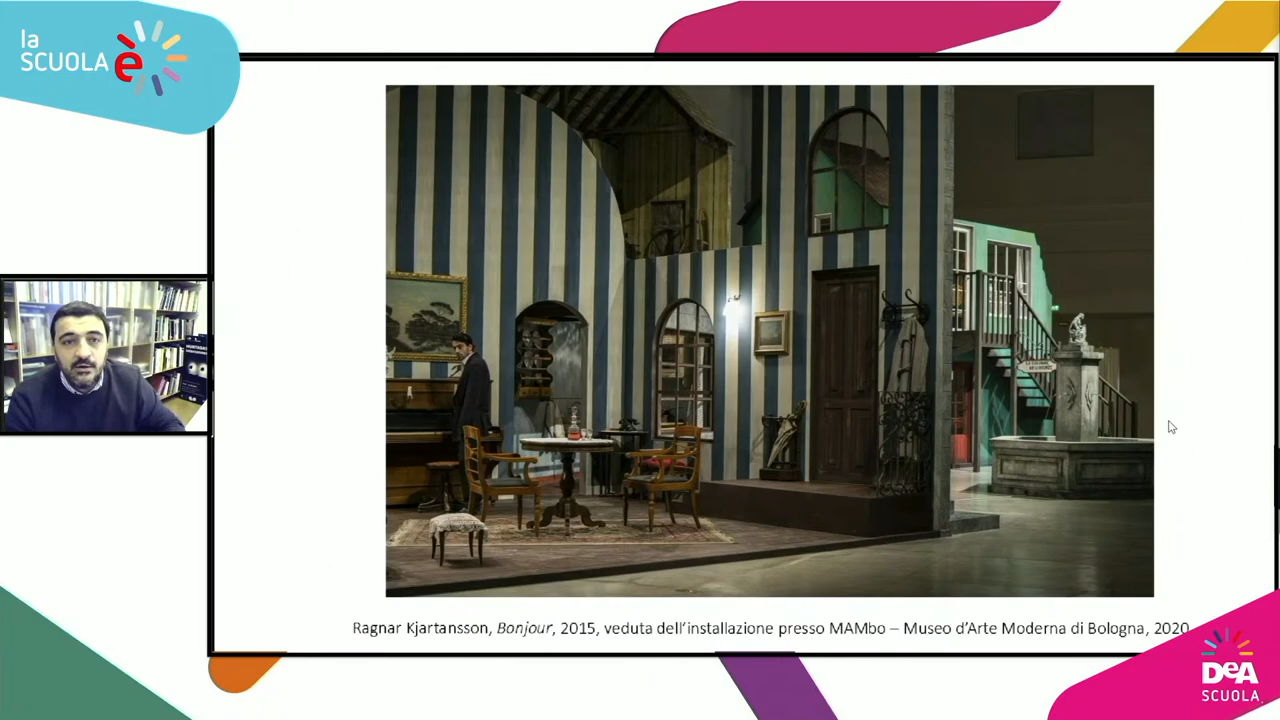 la
SCUOLA è
Ragnar Kjartansson, Bonjour, 2015, veduta dell'installazione presso MAMbo – Museo d'Arte Moderna di Bologna, 2020
DeA
SCUOLA